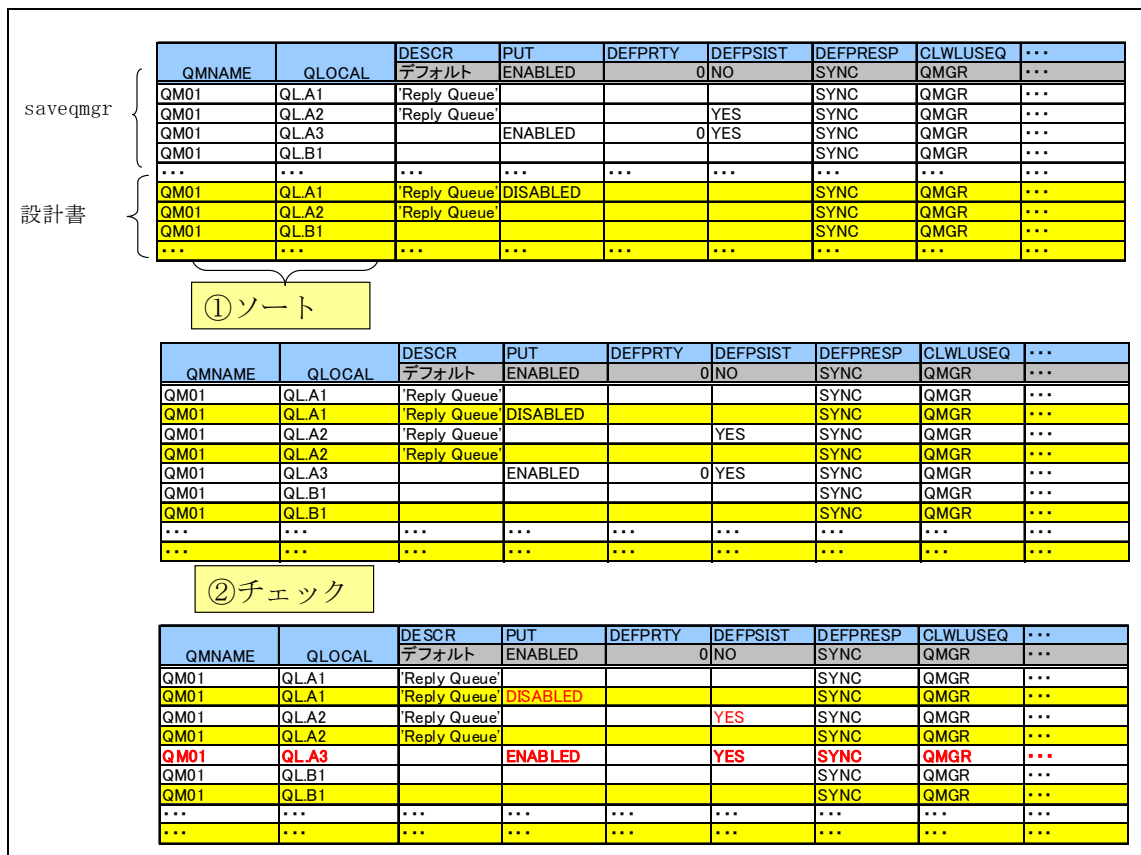 DESCR PUT DEFPRTY DEFPSIST DEFPRESP CLWLUSEQ ・・・
QMNAME QLOCAL デフォルト ENABLED 0 NO SYNC QMGR ・・・
saveqmgr
QM01 QL.A1 'Reply Queue' SYNC QMGR ・・・
QM01 QL.A2 'Reply Queue' YES SYNC QMGR ・・・
QM01 QL.A3 ENABLED 0 YES SYNC QMGR ・・・
QM01 QL.B1 SYNC QMGR ・・・
・・・ ・・・ ・・・ ・・・ ・・・ ・・・ ・・・ ・・・ ・・・
設計書
QM01 QL.A1 'Reply Queue' DISABLED SYNC QMGR ・・・
QM01 QL.A2 'Reply Queue' SYNC QMGR ・・・
QM01 QL.B1 SYNC QMGR ・・・
・・・ ・・・ ・・・ ・・・ ・・・ ・・・ ・・・ ・・・ ・・・
①ソート
DESCR PUT DEFPRTY DEFPSIST DEFPRESP CLWLUSEQ ・・・
QMNAME QLOCAL デフォルト ENABLED 0 NO SYNC QMGR ・・・
QM01 QL.A1 'Reply Queue' SYNC QMGR ・・・
QM01 QL.A1 'Reply Queue' DISABLED SYNC QMGR ・・・
QM01 QL.A2 'Reply Queue' YES SYNC QMGR ・・・
QM01 QL.A2 'Reply Queue' SYNC QMGR ・・・
QM01 QL.A3 ENABLED 0 YES SYNC QMGR ・・・
QM01 QL.B1 SYNC QMGR ・・・
QM01 QL.B1 SYNC QMGR ・・・
・・・ ・・・ ・・・ ・・・ ・・・ ・・・ ・・・ ・・・ ・・・
・・・ ・・・ ・・・ ・・・ ・・・ ・・・ ・・・ ・・・ ・・・
②チェック
DESCR PUT DEFPRTY DEFPSIST DEFPRESP CLWLUSEQ ・・・
QMNAME QLOCAL デフォルト ENABLED 0 NO SYNC QMGR ・・・
QM01 QL.A1 'Reply Queue' SYNC QMGR ・・・
QM01 QL.A1 'Reply Queue' DISABLED SYNC QMGR ・・・
QM01 QL.A2 'Reply Queue' YES SYNC QMGR ・・・
QM01 QL.A2 'Reply Queue' SYNC QMGR ・・・
QM01 QL.A3 ENABLED YES SYNC QMGR ・・・
QM01 QL.B1 SYNC QMGR ・・・
QM01 QL.B1 SYNC QMGR ・・・
・・・ ・・・ ・・・ ・・・ ・・・ ・・・ ・・・ ・・・ ・・・
・・・ ・・・ ・・・ ・・・ ・・・ ・・・ ・・・ ・・・ ・・・